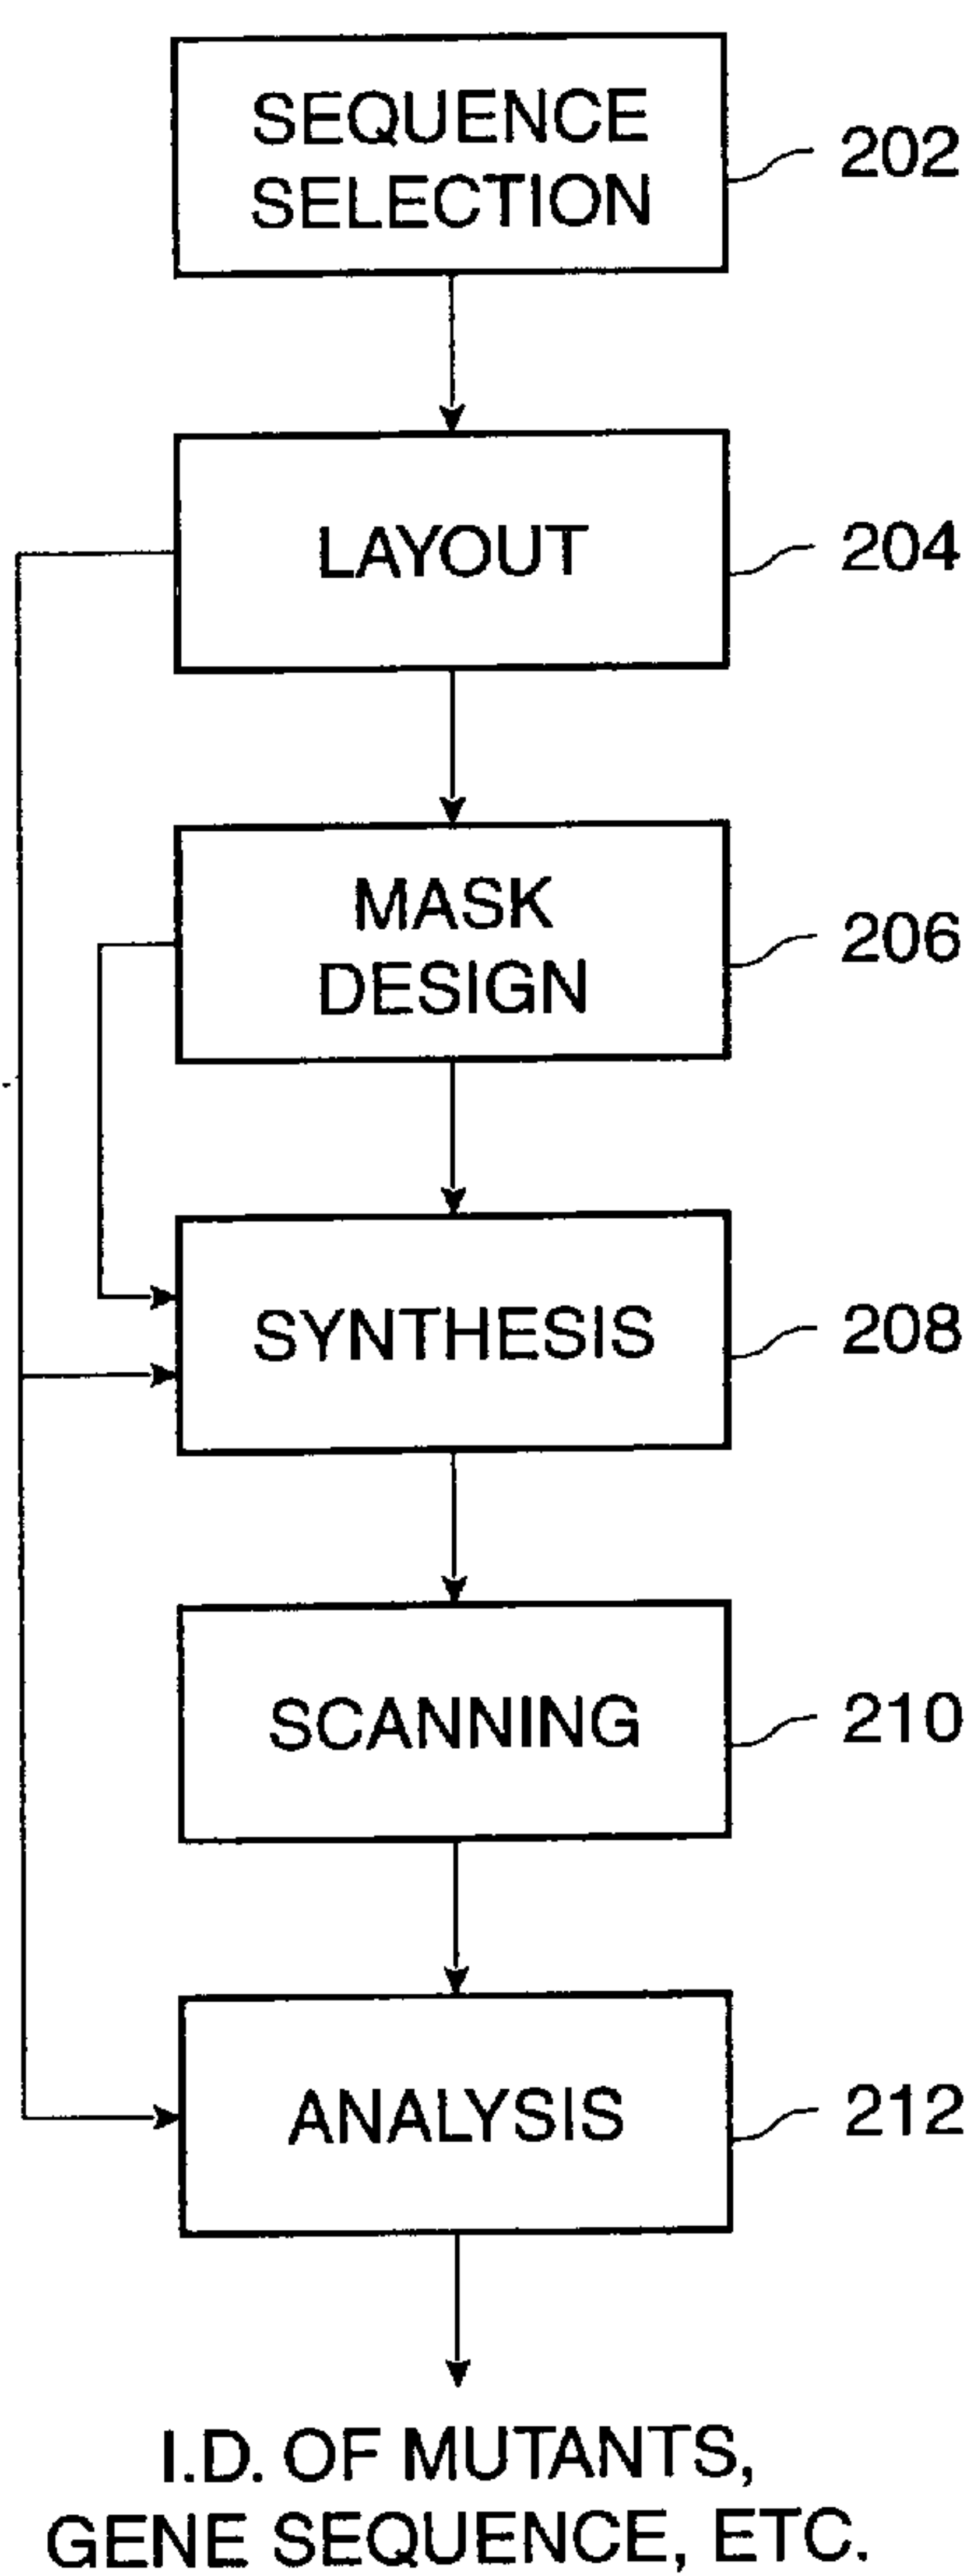 SEQUENCE
SELECTION
202
LAYOUT
204
MASK
DESIGN
206
SYNTHESIS
208
SCANNING
210
ANALYSIS
212
I.D. OF MUTANTS,
GENE SEQUENCE, ETC.